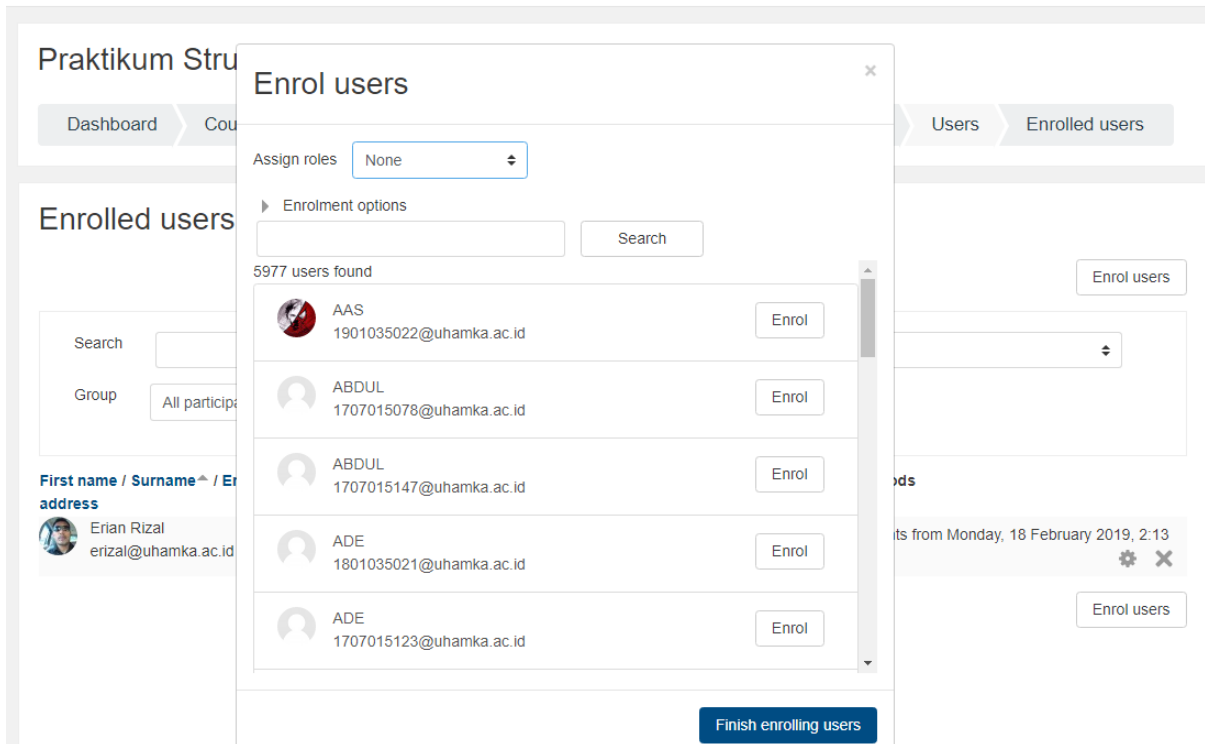 Praktikum Stru
Dashboard
Cou
Users
Enrolled users
Enrol users
×
Assign roles
None
Enrolment options
Search
5977 users found
AAS
1901035022@uhamka.ac.id
Enrol
ABDUL
1707015078@uhamka.ac.id
Enrol
ABDUL
1707015147@uhamka.ac.id
Enrol
ADE
1801035021@uhamka.ac.id
Enrol
ADE
1707015123@uhamka.ac.id
Enrol
Finish enrolling users
Enrolled users
Enrol users
Search
Group
All participa
First name / Surname / Er
address
ods
Erian Rizal
erizal@uhamka.ac.id
ts from Monday, 18 February 2019, 2:13
Enrol users